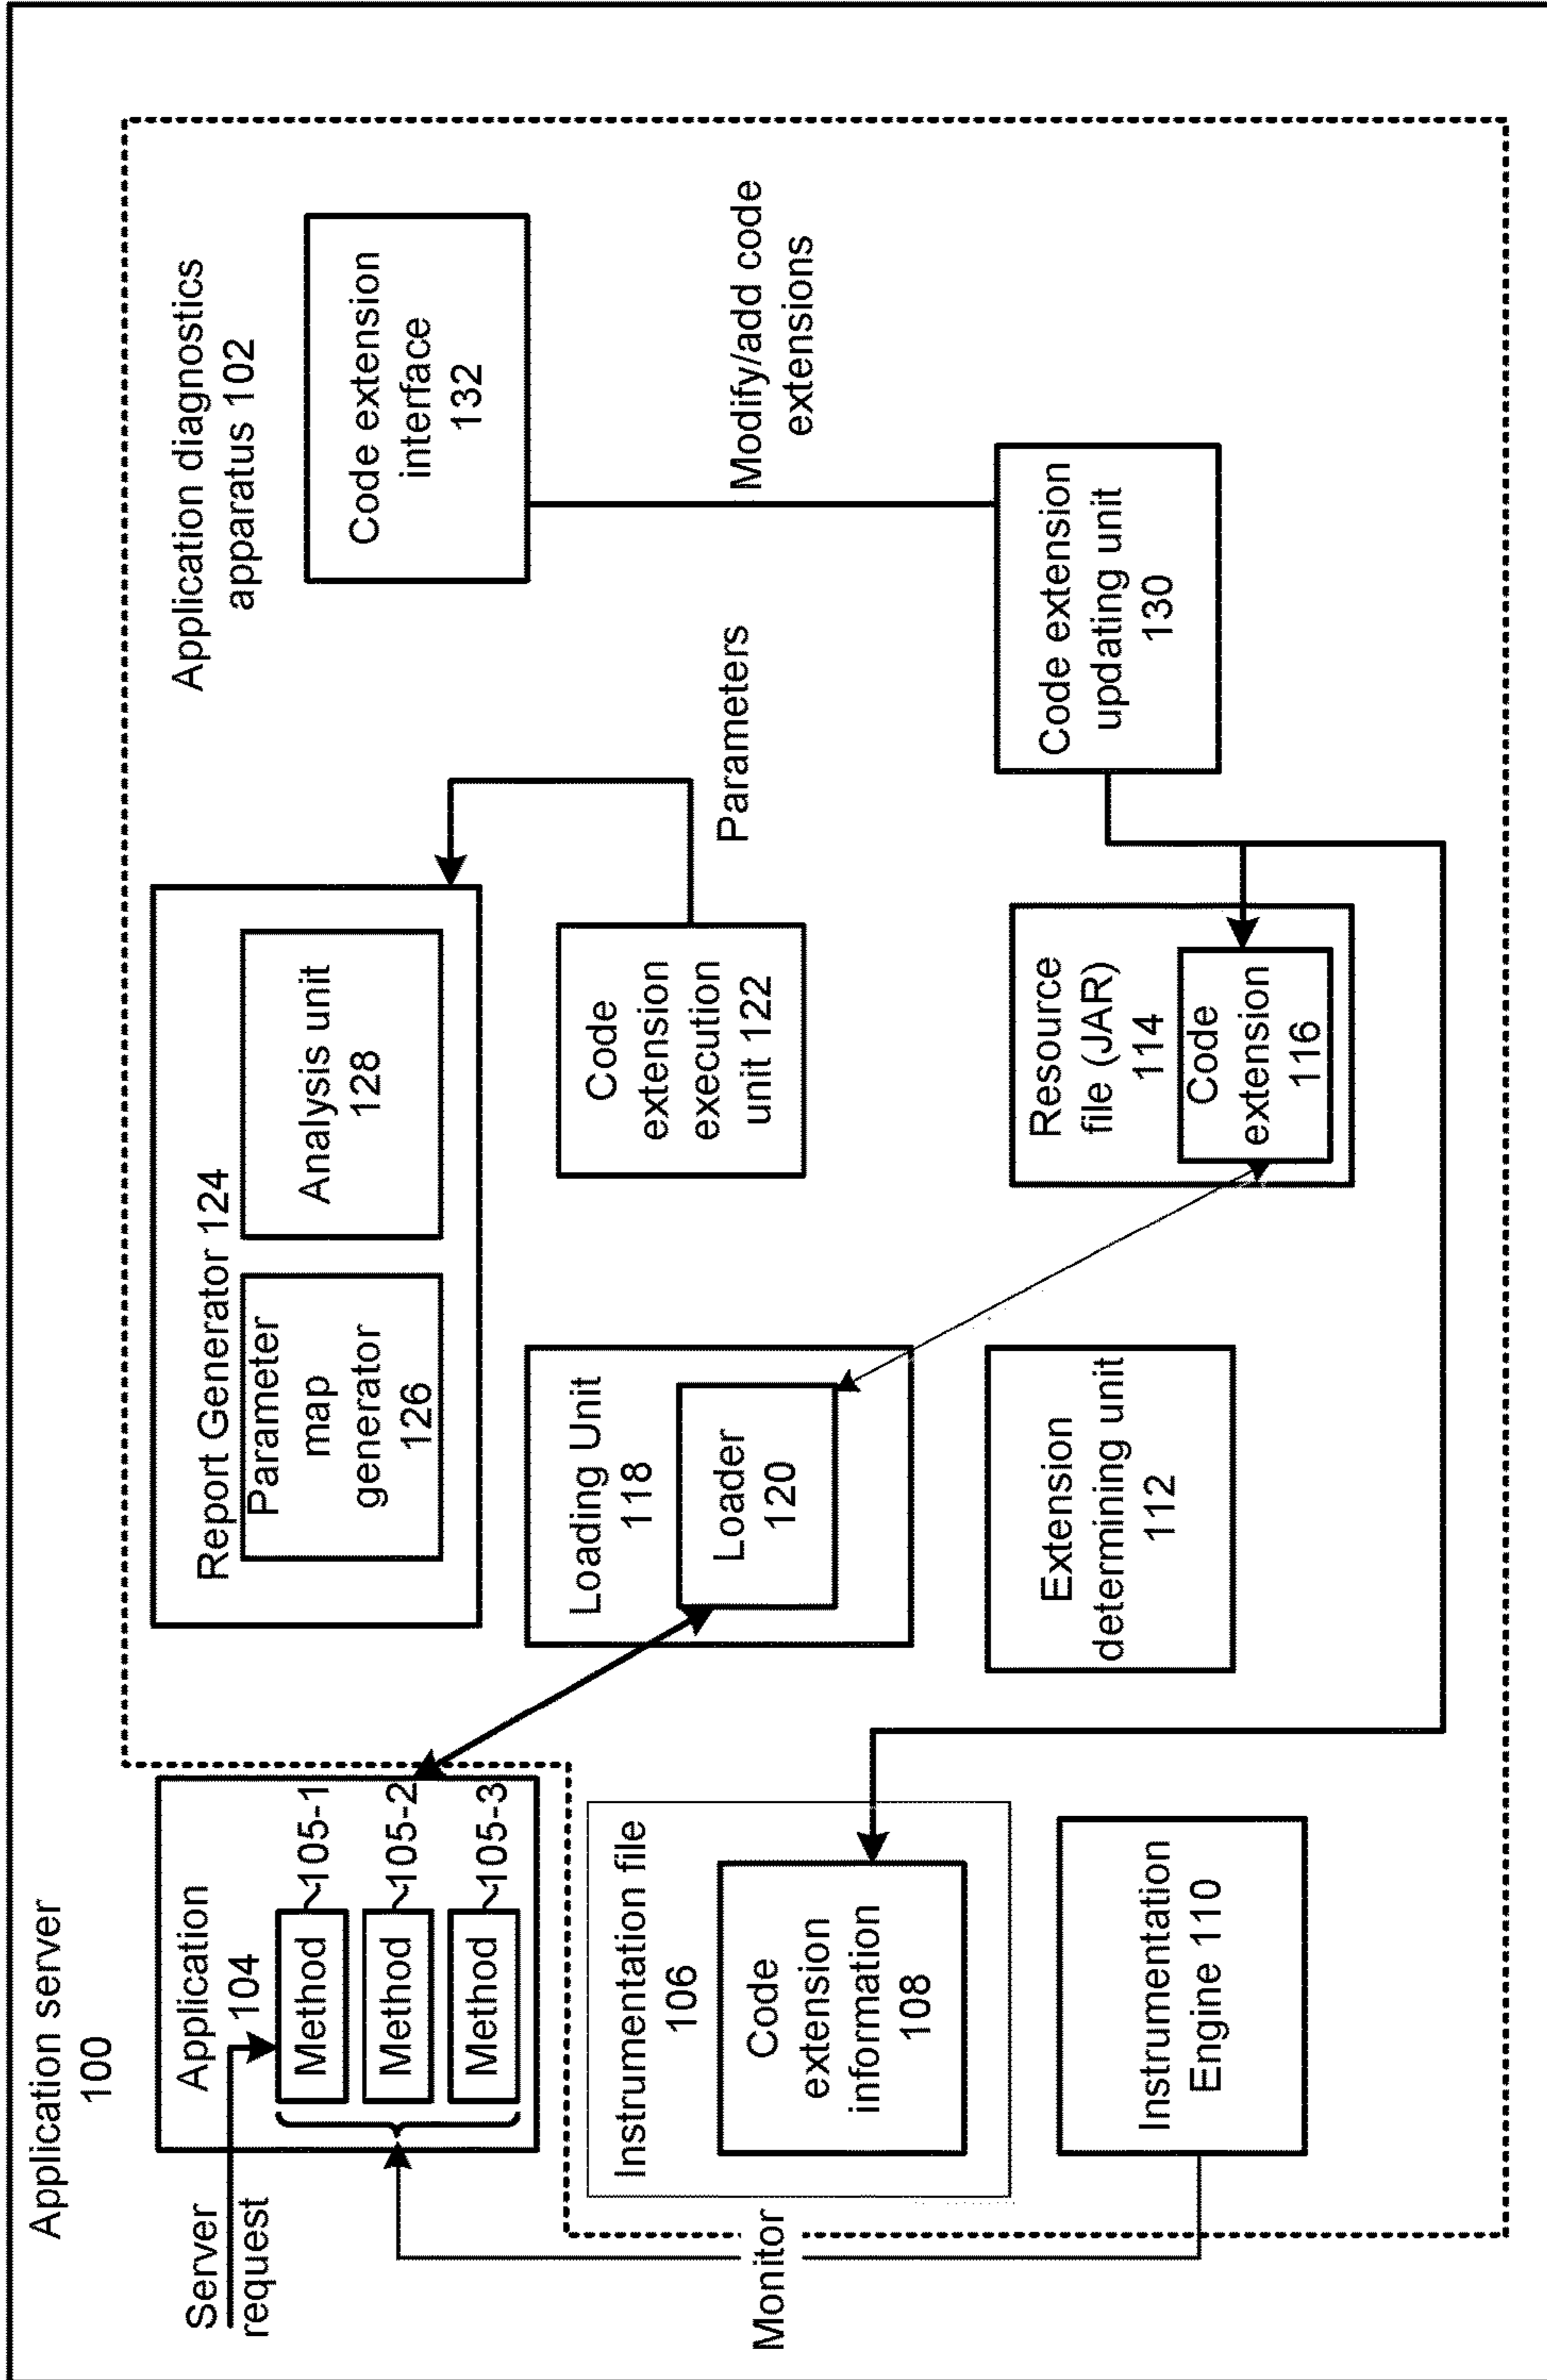 Application server
100
Server
request
Application
104
Method
~105-1
Method
~105-2
Method
~105-3
Monitor
Application diagnostics
apparatus 102
Report Generator 124
Parameter
map
generator
126
Analysis unit
128
Code extension
interface
132
Instrumentation file
106
Code
extension
information
108
Loading Unit
118
Loader
120
Code
extension
execution
unit 122
Parameters
Modify/add code
extensions
Instrumentation
Engine 110
Extension
determining unit
112
Resource
file (JAR)
114
Code
extension
116
Code extension
updating unit
130